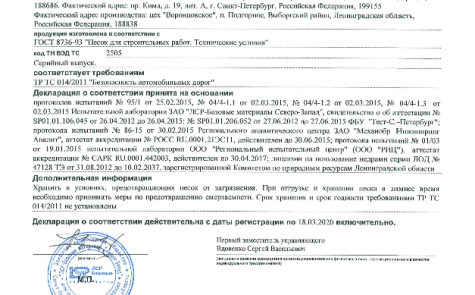 188686. Фактический адрес: пр. Кима, д. 19, лит. А, г. Санкт-Петербург, Российская Федерация, 199155
Адрес производства: цех "Воронцовское", п. Подгорное, Выборгский район, Ленинградская область,
Российская Федерация, 188838
продукция изготовлена в соответствии с
ГОСТ 8736-93 "Песок для строительных работ. Технические условия"
код ТН ВЭД ТС 2505
Серийный выпуск.
соответствует требованиям
ТР ТС 014/2011 "Безопасность автомобильных дорог"
Декларация о соответствии принята на основании
протоколов испытаний № 95/1 от 25.02.2015, № 04/4-1.1 от 02.03.2015, № 04/4-1.2 от 02.03.2015, № 04/4-1.3 от
02.03.2015 Испытательной лаборатории ЗАО "ЛСР-Базовые материалы Северо-Запад", свидетельства о аттестации №
SP01.01.106.045 от 26.04.2012 до 26.04.2015; № SP01.01.206.052 от 27.06.2012 до 27.06.2015 ФБУ "Тест-С.-Петербург";
протокола испытаний № 86-15 от 30.02.2015 Регионального аналитического центра ЗАО "Механобр Инжиниринг
Аналит", аттестат аккредитации № РОСС RU.0001.21ЭС11, действителен до 30.06.2015; протокола испытаний № 01/03
от 19.01.2015 испытательной лаборатории ООО "Региональный испытательный центр" (ООО "РИЦ"), аттестат
аккредитации № САРК RU.0001.442003, действителен до 30.04.2017; лицензии на пользование недрами серии ЛОД №
47128 ТЭ от 31.08.2012 до 10.02.2037, зарегистрированной Комитетом по природным ресурсам Ленинградской области
Дополнительная информация
Хранить в условиях, предотвращающих песок от загрязнения. При отгрузке и хранении песка в зимнее время
необходимо принимать меры по предотвращению смерзаемости. Срок хранения и срок годности требованиями ТР ТС
014/2011 не установлены
Декларация о соответствии действительна с даты регистрации по 18.03.2020 включительно.
Первый заместитель управляющего
Вдовенко Сергей Васильевич
М.П.
ЛСР
Базовые